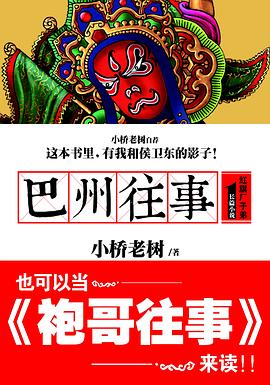 小桥老树自荐
这本书里，有我和侯卫东的影子！
巴州往事
1
红旗厂子弟
长篇小说
小桥老树/著
也可以当
《袍哥往事》
来读!!